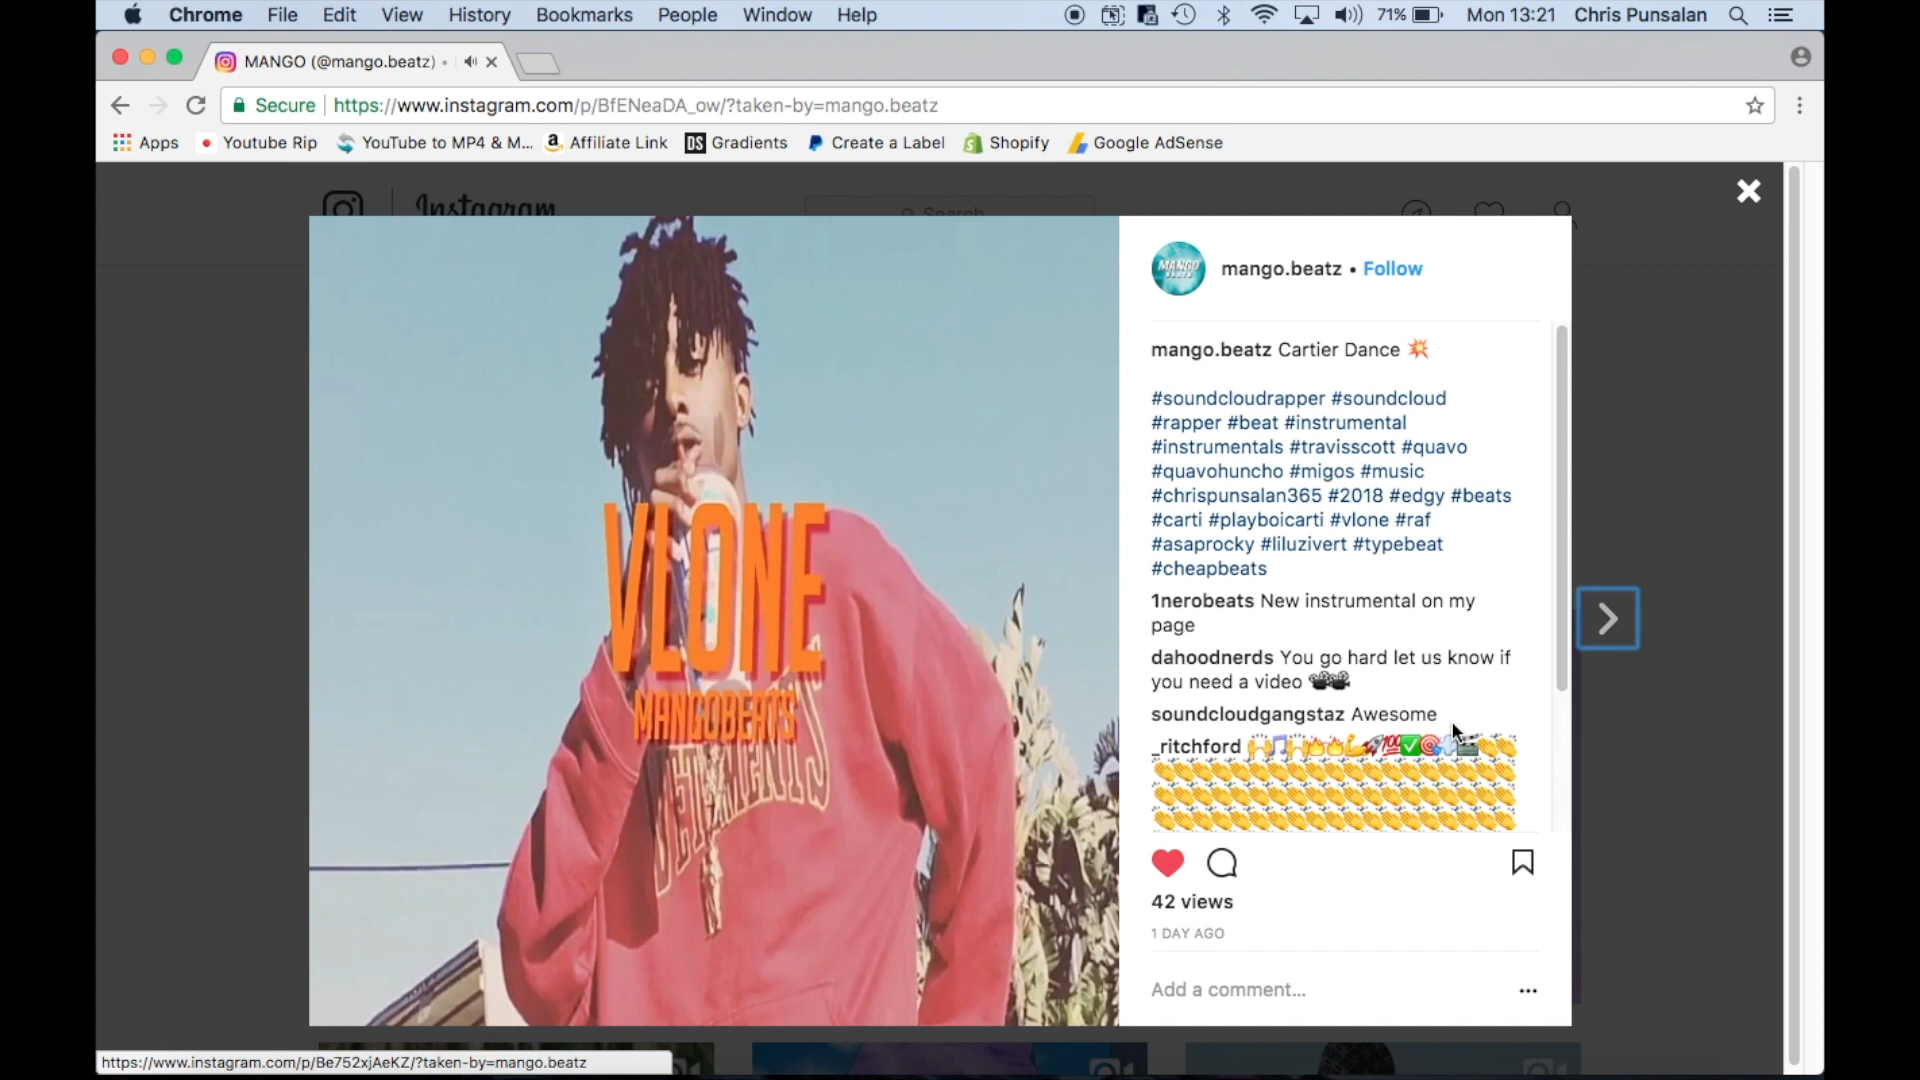 Chrome File Edit View History Bookmarks People Window Help 71% Mon 13:21 Chris Punsalan
MANGO (@mango.beatz) •
Secure https://www.instagram.com/p/BfENeaDA_ow/?taken-by=mango.beatz
Apps Youtube Rip YouTube to MP4 & M... Affiliate Link DS Gradients Create a Label Shopify Google AdSense
Instagram Search
MANGO
mango.beatz • Follow
mango.beatz Cartier Dance 💥
#soundcloudrapper #soundcloud
#rapper #beat #instrumental
#instrumentals #travisscott #quavo
#quavohuncho #migos #music
#chrispunsalan365 #2018 #edgy #beats
#carti #playboicarti #vlone #raf
#asaprocky #liluzivert #typebeat
#cheapbeats
1nerobeats New instrumental on my
page
dahoodnerds You go hard let us know if
you need a video
soundcloudgangstaz Awesome
_ritchford
VLONE
MANGOBEATS
VETEMENTS
42 views
1 DAY AGO
Add a comment...
https://www.instagram.com/p/Be752xjAeKZ/?taken-by=mango.beatz